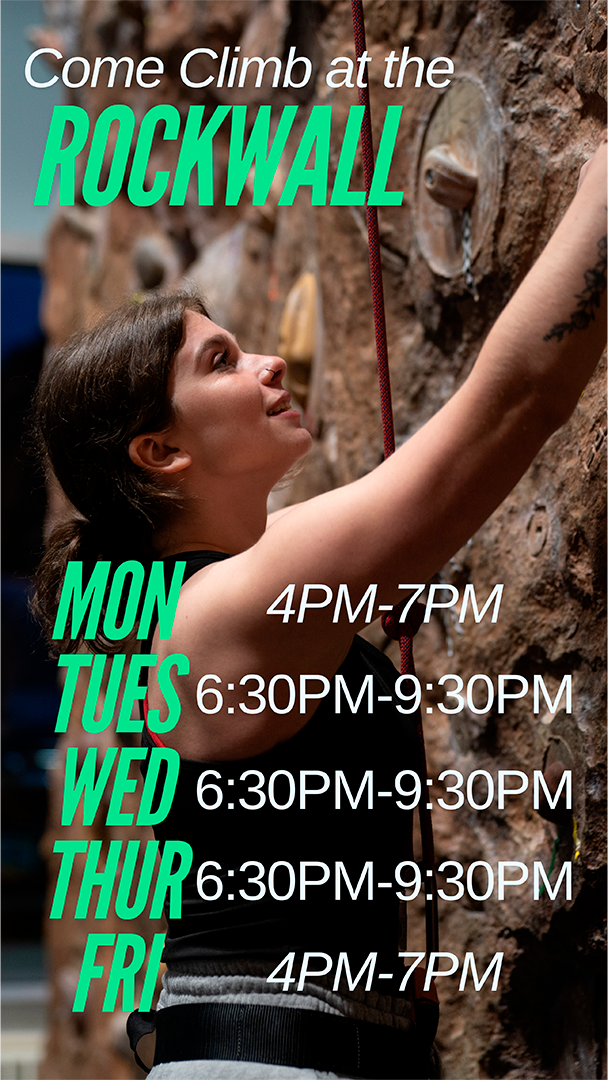 Come Climb at the
ROCKWALL
MON 4PM-7PM
TUES 6:30PM-9:30PM
WED 6:30PM-9:30PM
THUR 6:30PM-9:30PM
FRI 4PM-7PM